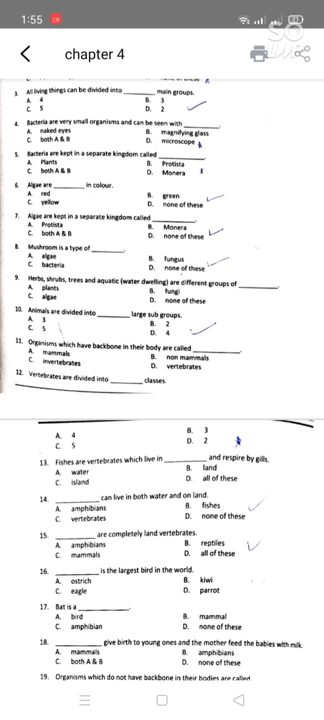 1:55
chapter 4
3. All living things can be divided into ________ main groups.
A. 4 B. 3
C. 5 D. 2
4. Bacteria are very small organisms and can be seen with ________
A. naked eyes B. magnifying glass
C. both A & B D. microscope
5. Bacteria are kept in a separate kingdom called ________
A. Plants B. Protista
C. both A & B D. Monera
6. Algae are ________ in colour.
A. red B. green
C. yellow D. none of these
7. Algae are kept in a separate kingdom called ________
A. Protista B. Monera
C. both A & B D. none of these
8. Mushroom is a type of ________
A. algae B. fungus
C. bacteria D. none of these
9. Herbs, shrubs, trees and aquatic (water dwelling) are different groups of ________
A. plants B. fungi
C. algae D. none of these
10. Animals are divided into ________ large sub groups.
A. 3 B. 2
C. 5 D. 4
11. Organisms which have backbone in their body are called ________
A. mammals B. non mammals
C. invertebrates D. vertebrates
12. Vertebrates are divided into ________ classes.
A. 4 B. 3
C. 5 D. 2
13. Fishes are vertebrates which live in ________ and respire by gills.
A. water B. land
C. island D. all of these
14. ________ can live in both water and on land.
A. amphibians B. fishes
C. vertebrates D. none of these
15. ________ are completely land vertebrates.
A. amphibians B. reptiles
C. mammals D. all of these
16. ________ is the largest bird in the world.
A. ostrich B. kiwi
C. eagle D. parrot
17. Bat is a ________
A. bird B. mammal
C. amphibian D. none of these
18. ________ give birth to young ones and the mother feed the babies with milk.
A. mammals B. amphibians
C. both A & B D. none of these
19. Organisms which do not have backbone in their bodies are called